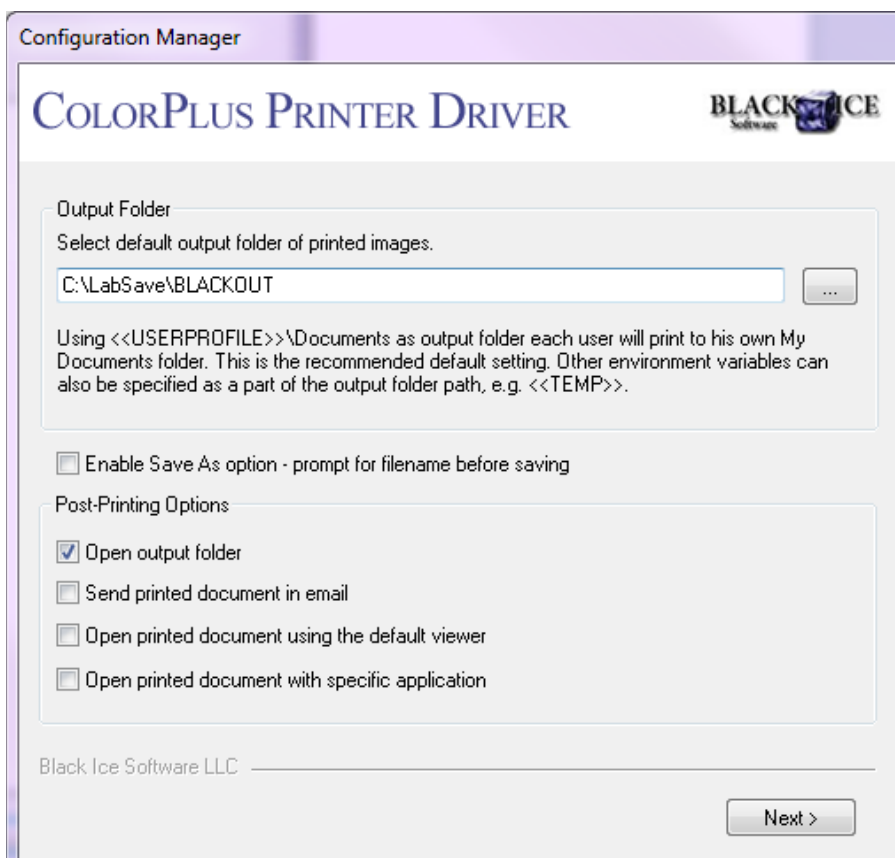 Configuration Manager
COLORPLUS PRINTER DRIVER
BLACK ICE
Software
Output Folder
Select default output folder of printed images.
C:\LabSave\BLACKOUT
...
Using <<USERPROFILE>>\Documents as output folder each user will print to his own My
Documents folder. This is the recommended default setting. Other environment variables can
also be specified as a part of the output folder path, e.g. <<TEMP>>.
Enable Save As option - prompt for filename before saving
Post-Printing Options
Open output folder
Send printed document in email
Open printed document using the default viewer
Open printed document with specific application
Black Ice Software LLC
Next >